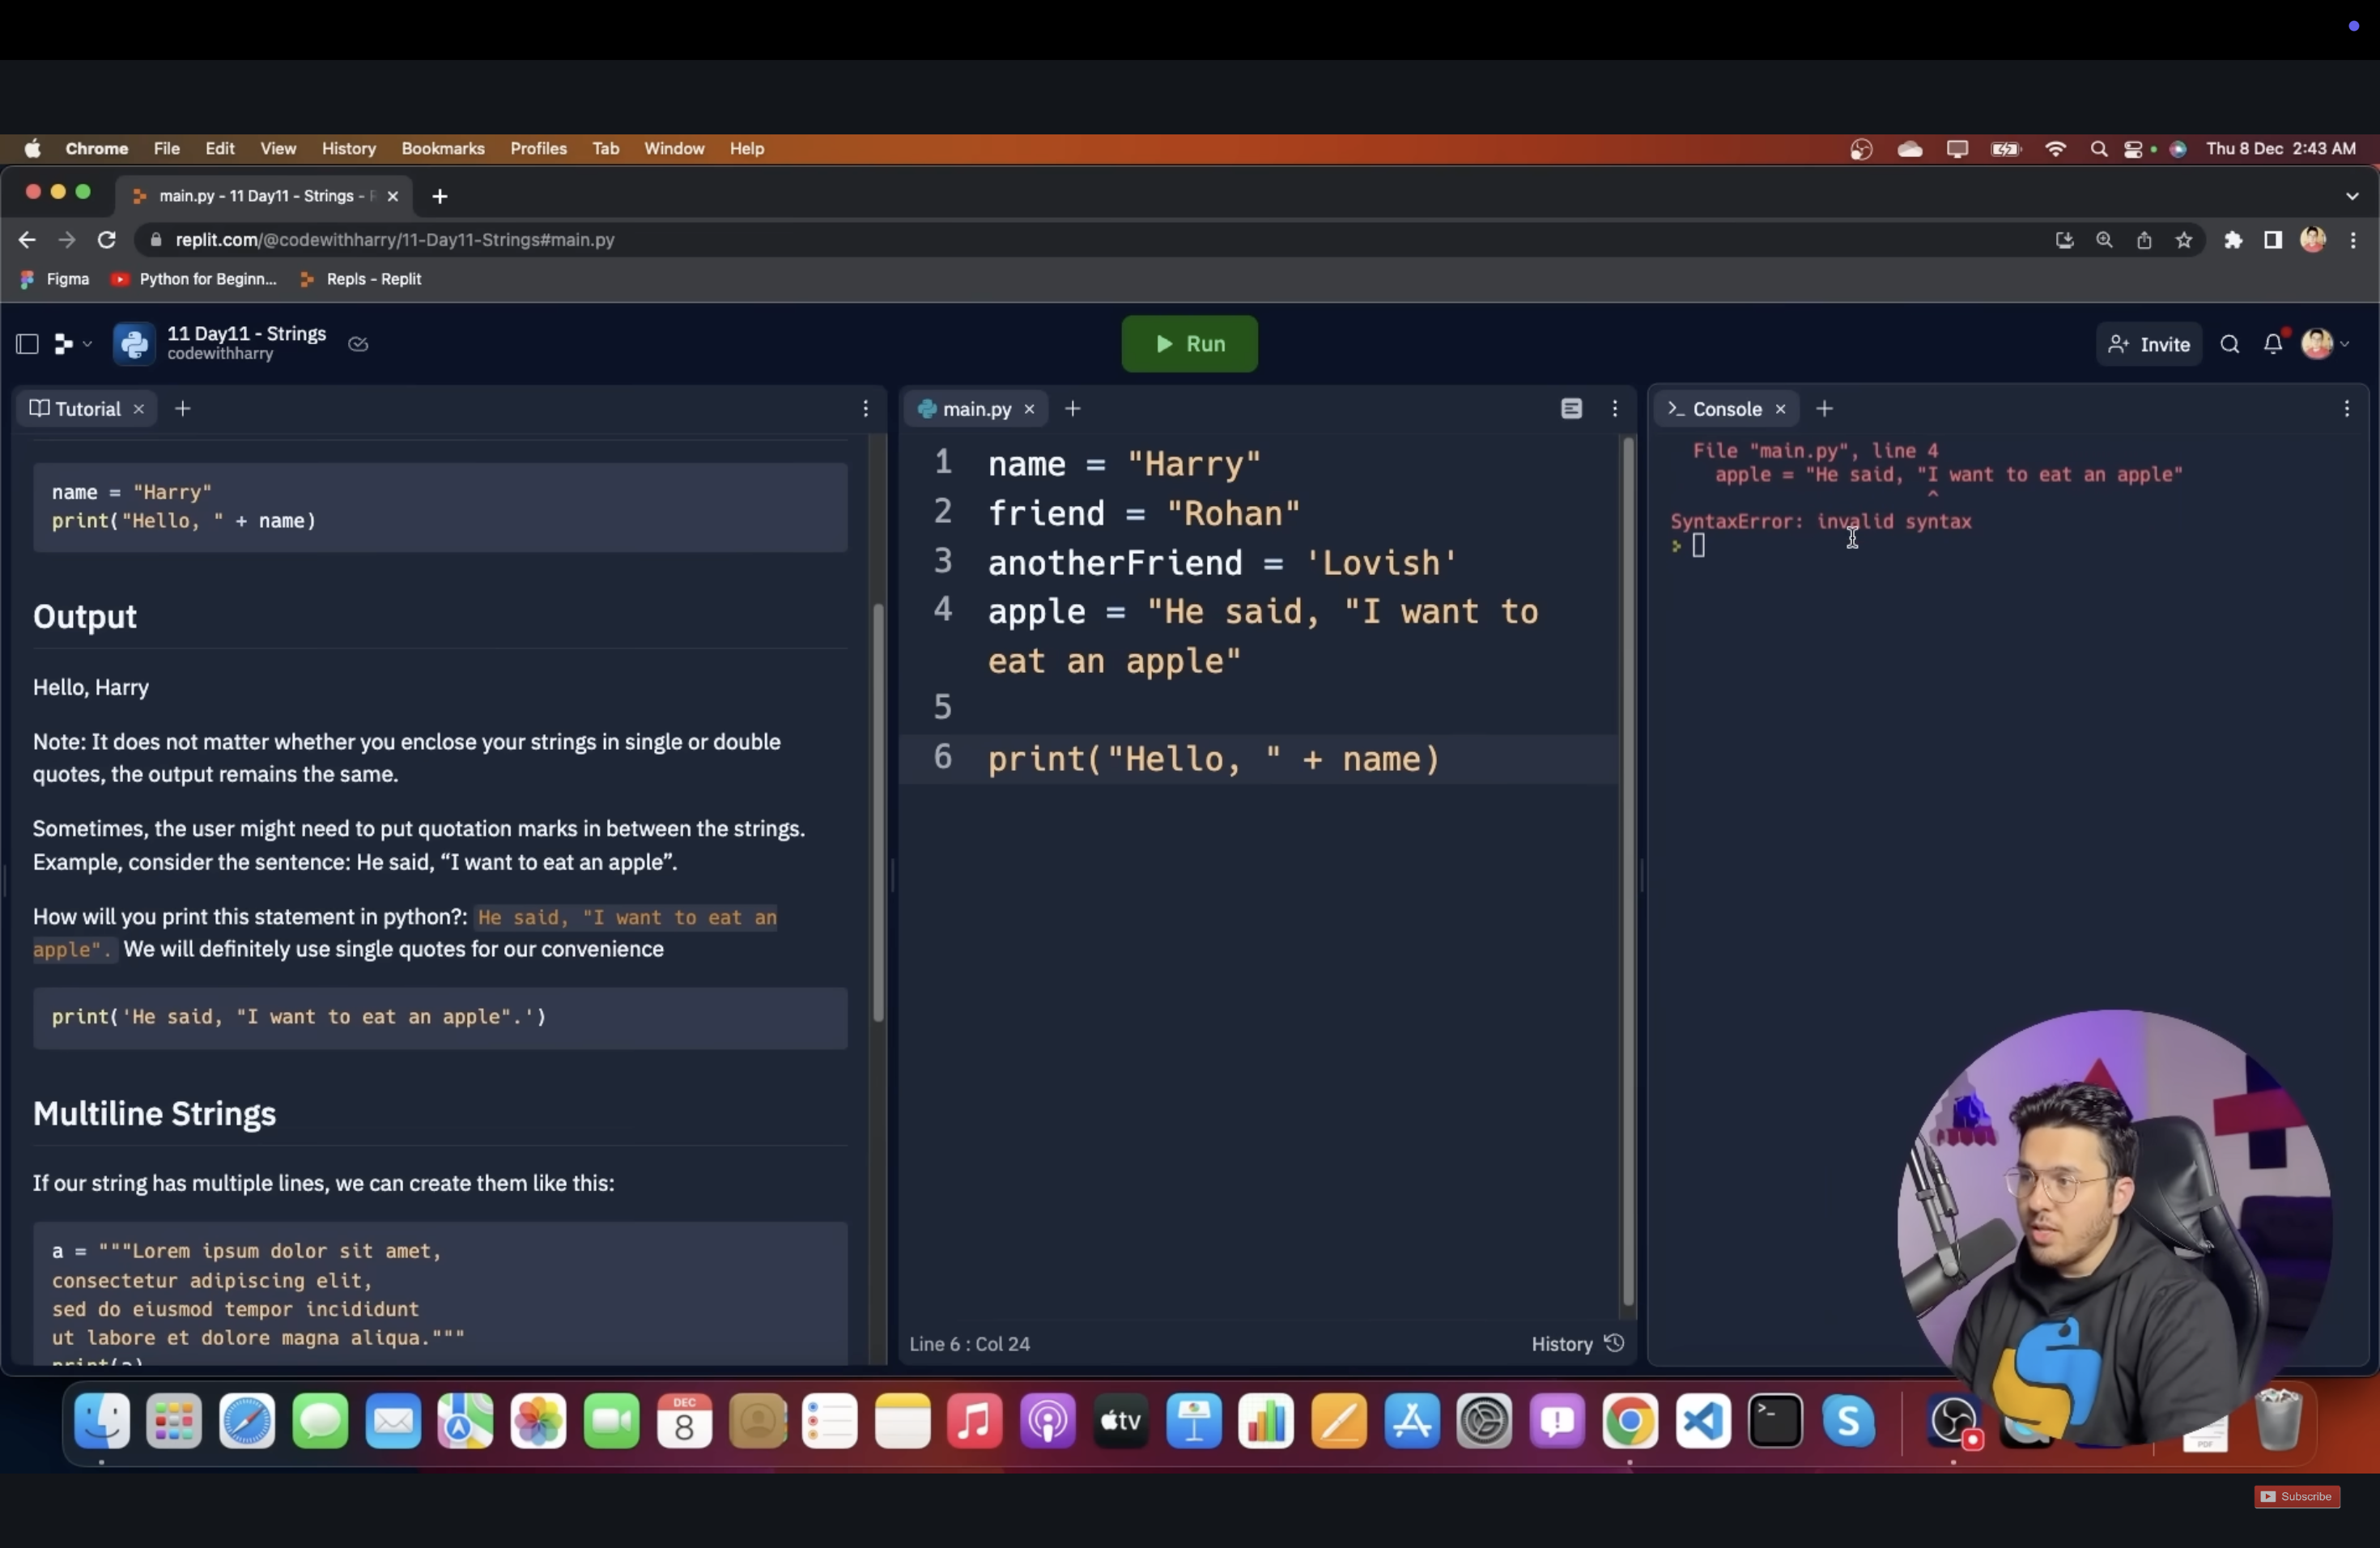 Chrome File Edit View History Bookmarks Profiles Tab Window Help
Thu 8 Dec 2:43 AM
main.py - 11 Day11 - Strings -
replit.com/@codewithharry/11-Day11-Strings#main.py
Figma Python for Beginn... Repls - Replit
11 Day11 - Strings
codewithharry
Run
Invite
Tutorial
name = "Harry"
print("Hello, " + name)
Output
Hello, Harry
Note: It does not matter whether you enclose your strings in single or double
quotes, the output remains the same.
Sometimes, the user might need to put quotation marks in between the strings.
Example, consider the sentence: He said, “I want to eat an apple”.
How will you print this statement in python?: He said, "I want to eat an
apple". We will definitely use single quotes for our convenience
print('He said, "I want to eat an apple".')
Multiline Strings
If our string has multiple lines, we can create them like this:
a = """Lorem ipsum dolor sit amet,
consectetur adipiscing elit,
sed do eiusmod tempor incididunt
ut labore et dolore magna aliqua."""
print(a)
main.py
1 name = "Harry"
2 friend = "Rohan"
3 anotherFriend = 'Lovish'
4 apple = "He said, "I want to
eat an apple"
5
6 print("Hello, " + name)
Line 6 : Col 24
History
Console
File "main.py", line 4
apple = "He said, "I want to eat an apple"
^
SyntaxError: invalid syntax
DEC
8
tv
S
PDF
Subscribe